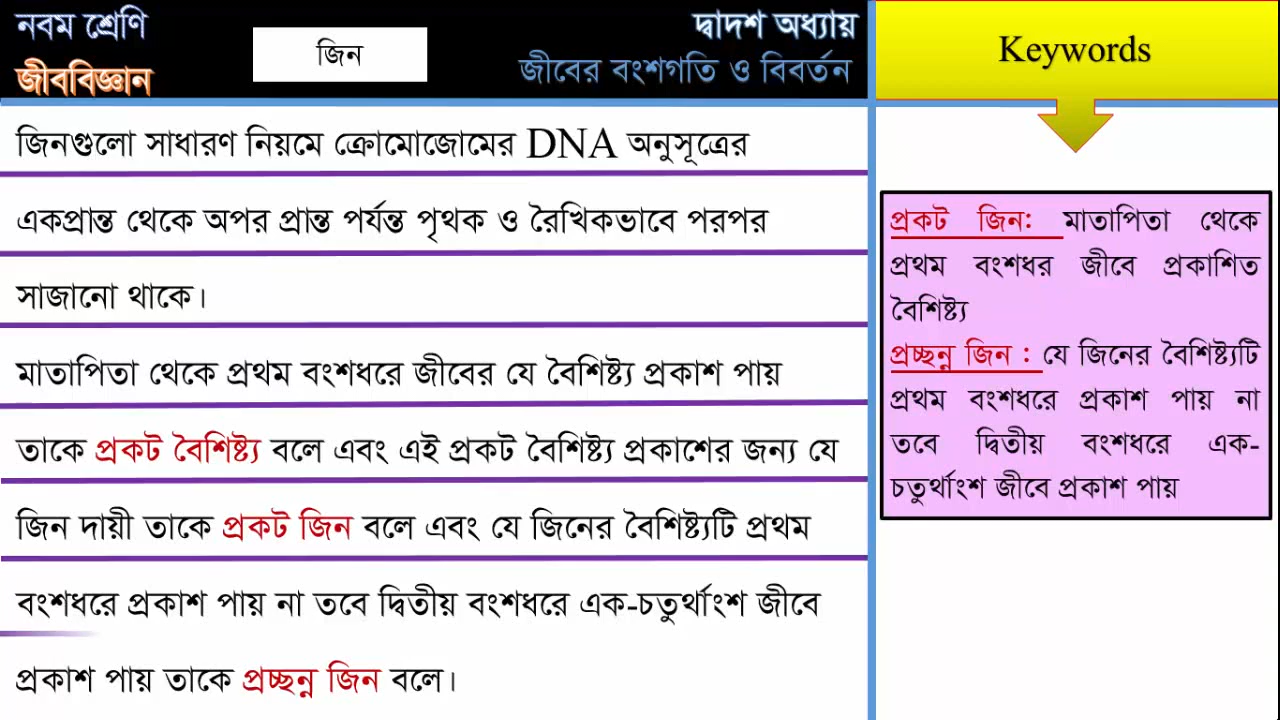 নবম শ্রেণি
জীববিজ্ঞান
জিন
দ্বাদশ অধ্যায়
জীবের বংশগতি ও বিবর্তন
জিনগুলো সাধারণ নিয়মে ক্রোমোজোমের DNA অনুসূত্রের
একপ্রান্ত থেকে অপর প্রান্ত পর্যন্ত পৃথক ও রৈখিকভাবে পরপর
সাজানো থাকে।
মাতাপিতা থেকে প্রথম বংশধরে জীবের যে বৈশিষ্ট্য প্রকাশ পায়
তাকে প্রকট বৈশিষ্ট্য বলে এবং এই প্রকট বৈশিষ্ট্য প্রকাশের জন্য যে
জিন দায়ী তাকে প্রকট জিন বলে এবং যে জিনের বৈশিষ্ট্যটি প্রথম
বংশধরে প্রকাশ পায় না তবে দ্বিতীয় বংশধরে এক-চতুর্থাংশ জীবে
প্রকাশ পায় তাকে প্রচ্ছন্ন জিন বলে।
Keywords
প্রকট জিন: মাতাপিতা থেকে
প্রথম বংশধর জীবে প্রকাশিত
বৈশিষ্ট্য
প্রচ্ছন্ন জিন : যে জিনের বৈশিষ্ট্যটি
প্রথম বংশধরে প্রকাশ পায় না
তবে দ্বিতীয় বংশধরে এক-
চতুর্থাংশ জীবে প্রকাশ পায়